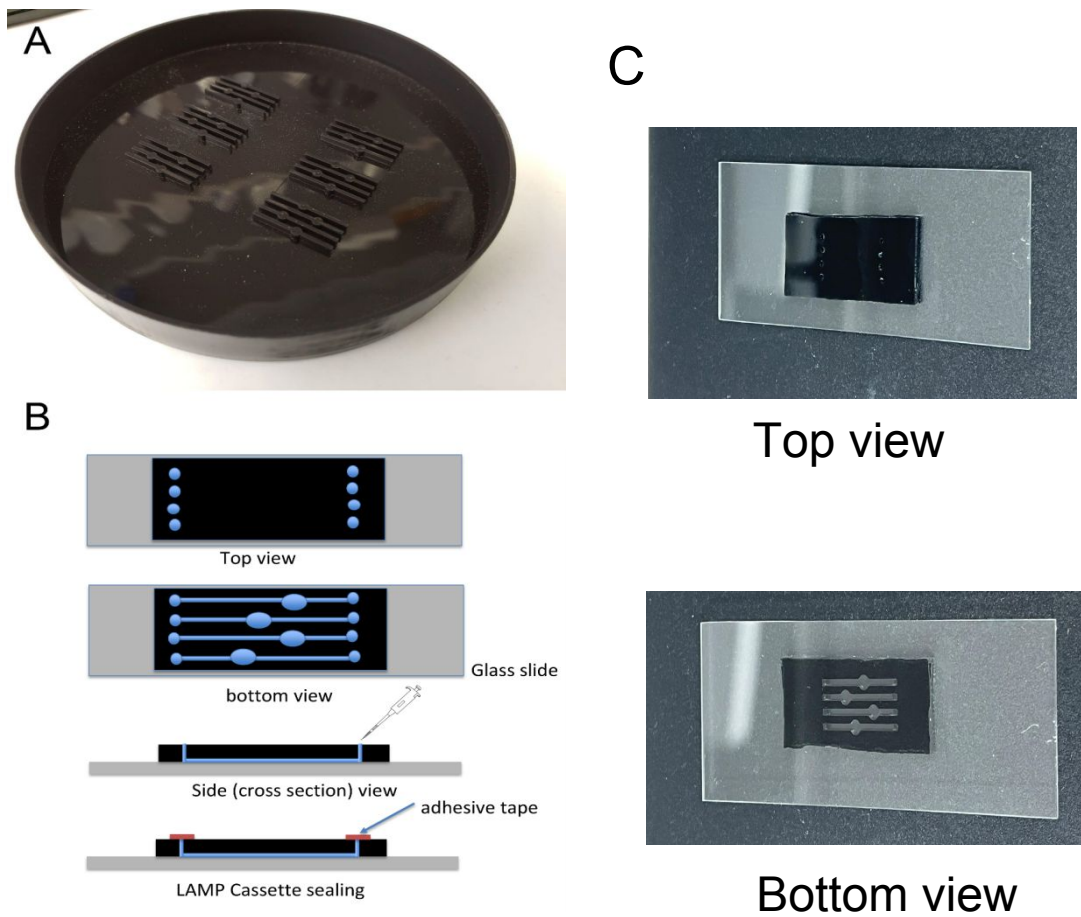 A
C
Top view
B
Top view
bottom view
Glass slide
Side (cross section) view
adhesive tape
LAMP Cassette sealing
Bottom view